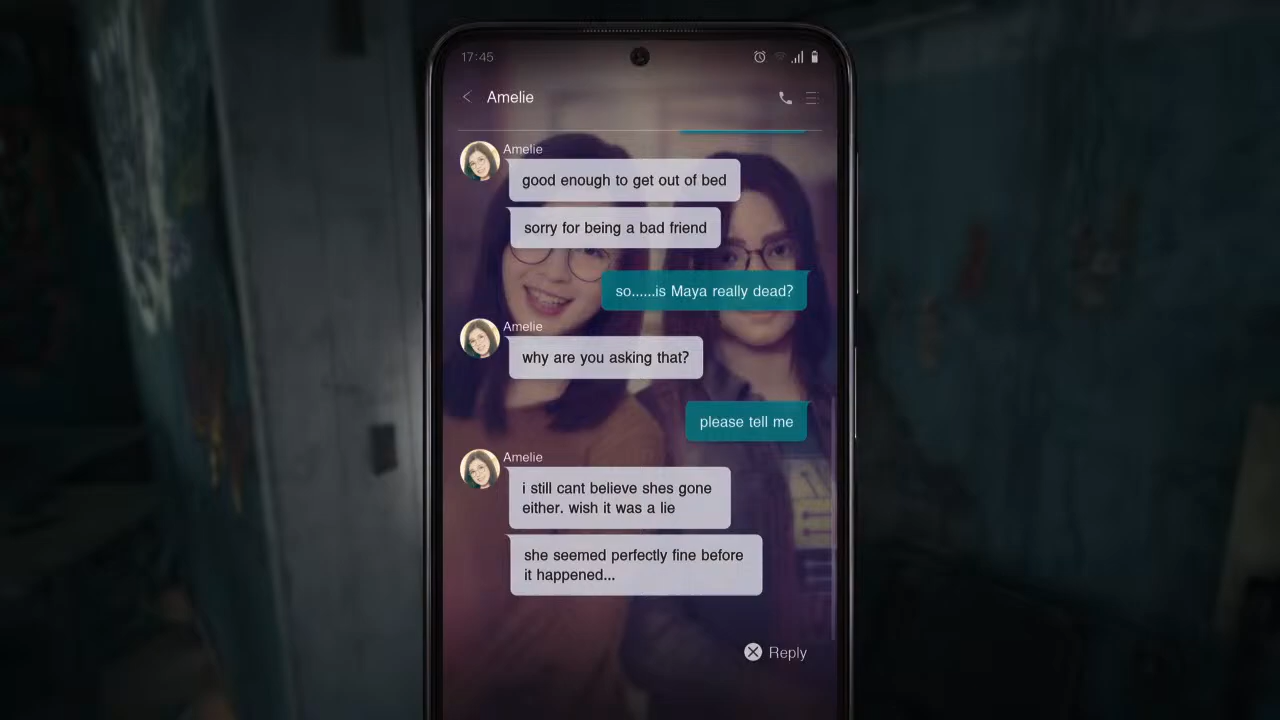 17:45
Amelie
Amelie
good enough to get out of bed
sorry for being a bad friend
so......is Maya really dead?
Amelie
why are you asking that?
please tell me
Amelie
i still cant believe shes gone
either. wish it was a lie
she seemed perfectly fine before
it happened...
Reply